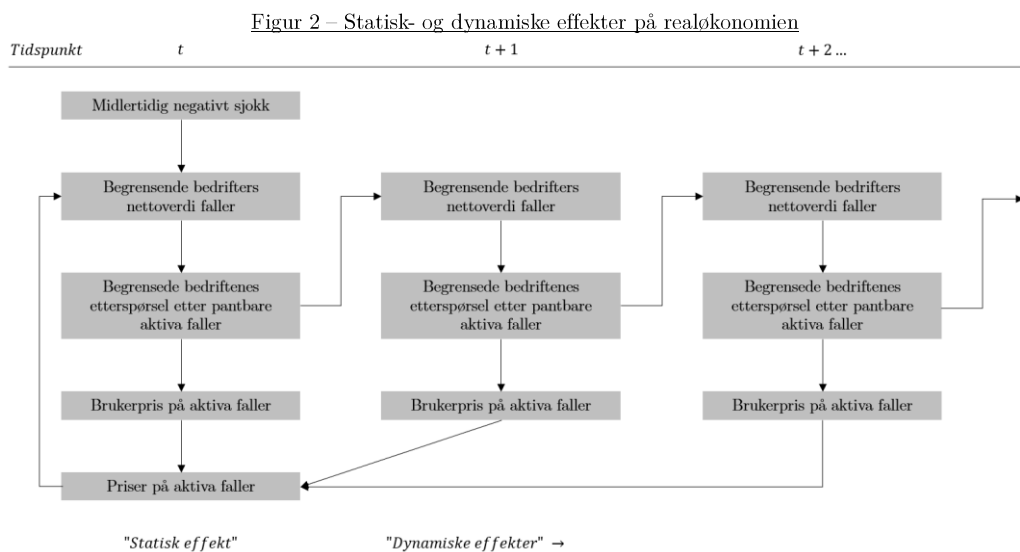 Figur 2 – Statisk- og dynamiske effekter på realøkonomien
Tidspunkt t t + 1 t + 2 ...
Midlertidig negativt sjokk
Begrensende bedrifters
nettoverdi faller
Begrensende bedrifters
nettoverdi faller
Begrensende bedrifters
nettoverdi faller
Begrensede bedriftenes
etterspørsel etter pantbare
aktiva faller
Begrensede bedriftenes
etterspørsel etter pantbare
aktiva faller
Begrensede bedriftenes
etterspørsel etter pantbare
aktiva faller
Brukerpris på aktiva faller
Brukerpris på aktiva faller
Brukerpris på aktiva faller
Priser på aktiva faller
"Statisk effekt" "Dynamiske effekter" →